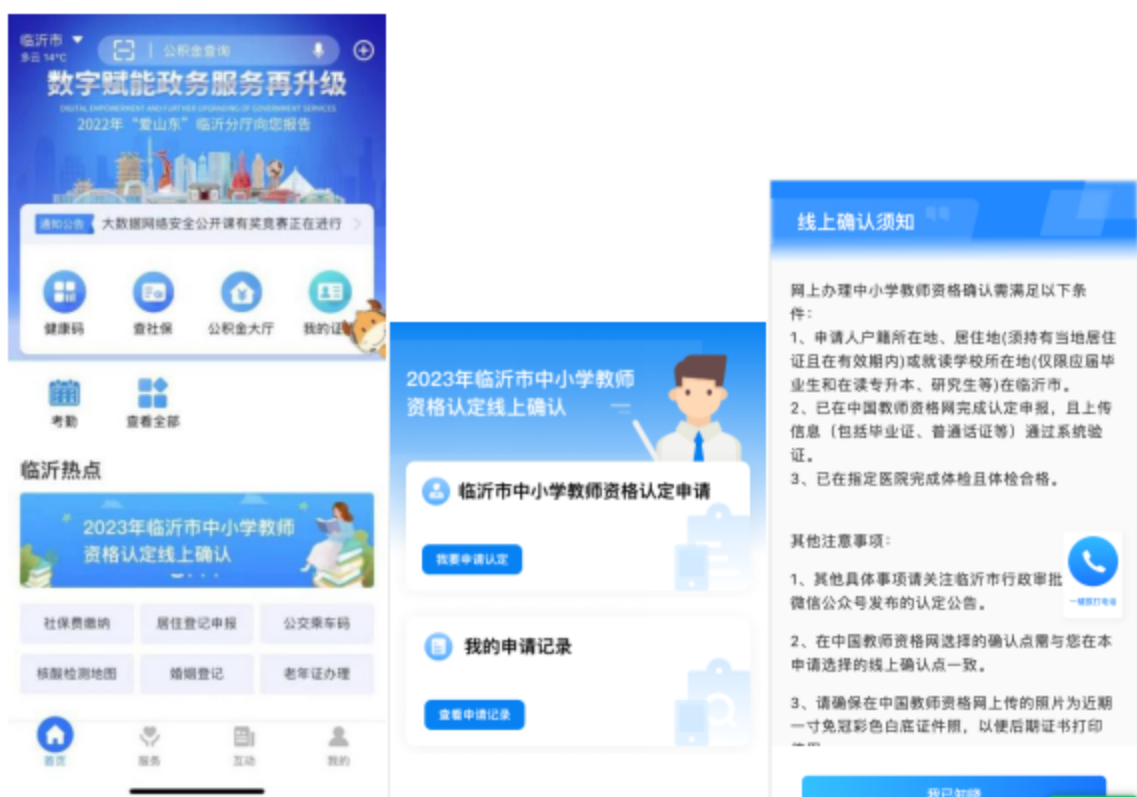 临沂市
多云 14°C
公积金查询
数字赋能政务服务再升级
DIGITAL EMPOWERMENT AND FURTHER UPGRADING OF GOVERNMENT SERVICES
2022年“爱山东”临沂分厅向您报告
通知公告 大数据网络安全公开课有奖竞赛正在进行
健康码 查社保 公积金大厅 我的证
考勤 查看全部
临沂热点
2023年临沂市中小学教师
资格认定线上确认
社保费缴纳 居住登记申报 公交乘车码
核酸检测地图 婚姻登记 老年证办理
首页 服务 互动 我的
2023年临沂市中小学教师
资格认定线上确认
临沂市中小学教师资格认定申请
我要申请认定
我的申请记录
查看申请记录
线上确认须知
网上办理中小学教师资格确认需满足以下条
件：
1、申请人户籍所在地、居住地(须持有当地居住
证且在有效期内)或就读学校所在地(仅限应届毕
业生和在读专升本、研究生等)在临沂市。
2、已在中国教师资格网完成认定申报，且上传
信息（包括毕业证、普通话证等）通过系统验
证。
3、已在指定医院完成体检且体检合格。
其他注意事项：
1、其他具体事项请关注临沂市行政审批
微信公众号发布的认定公告。
一键拨打电话
2、在中国教师资格网选择的确认点需与您在本
申请选择的线上确认点一致。
3、请确保在中国教师资格网上传的照片为近期
一寸免冠彩色白底证件照，以便后期证书打印
我已知晓